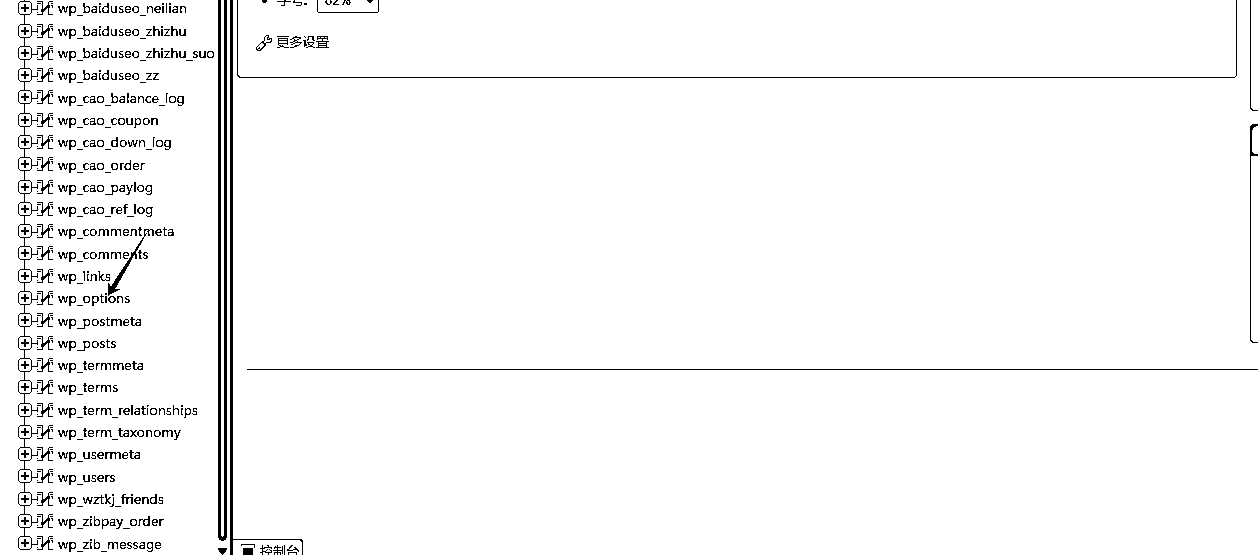 wp_baiduseo_neilian
wp_baiduseo_zhizhu
wp_baiduseo_zhizhu_suo
wp_baiduseo_zz
wp_cao_balance_log
wp_cao_coupon
wp_cao_down_log
wp_cao_order
wp_cao_paylog
wp_cao_ref_log
wp_commentmeta
wp_comments
wp_links
wp_options
wp_postmeta
wp_posts
wp_termmeta
wp_terms
wp_term_relationships
wp_term_taxonomy
wp_usermeta
wp_users
wp_wztkj_friends
wp_zibpay_order
wp_zib_message
字号: 82%
更多设置
控制台